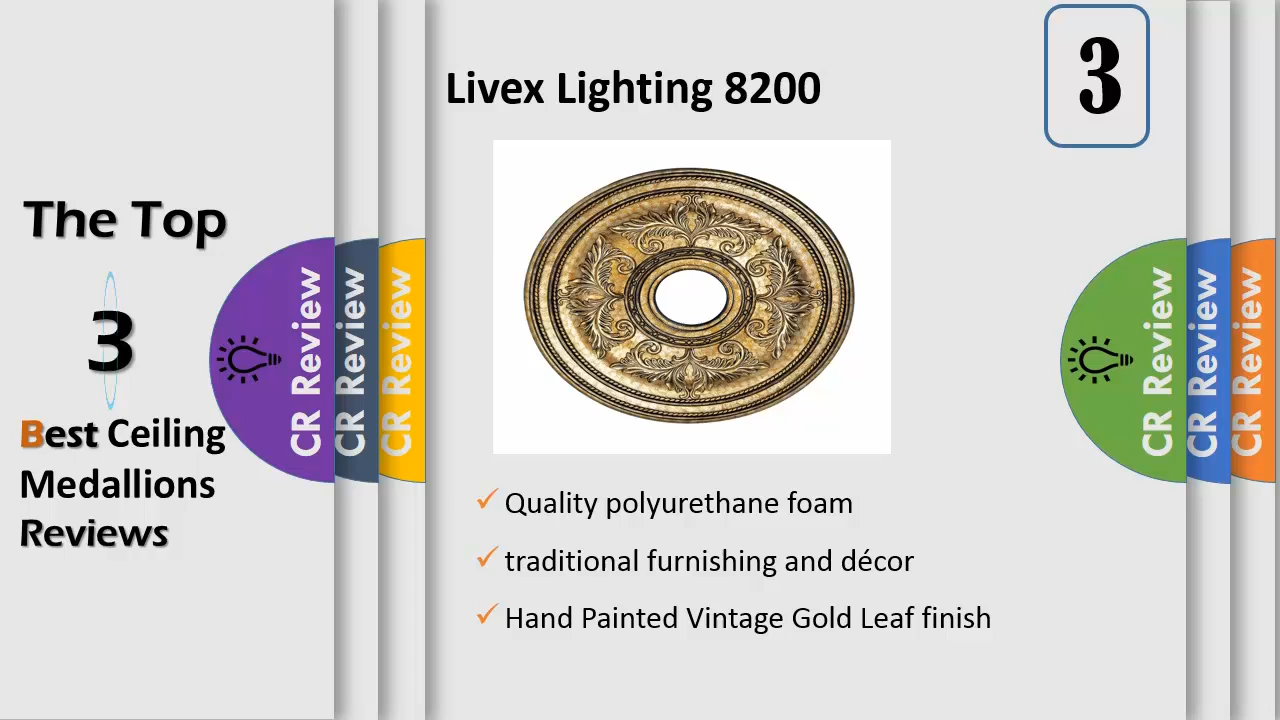 The Top
3
Best Ceiling
Medallions
Reviews
CR Review
CR Review
CR Review
Livex Lighting 8200
3
Quality polyurethane foam
traditional furnishing and décor
Hand Painted Vintage Gold Leaf finish
CR Review
CR Review
CR Review